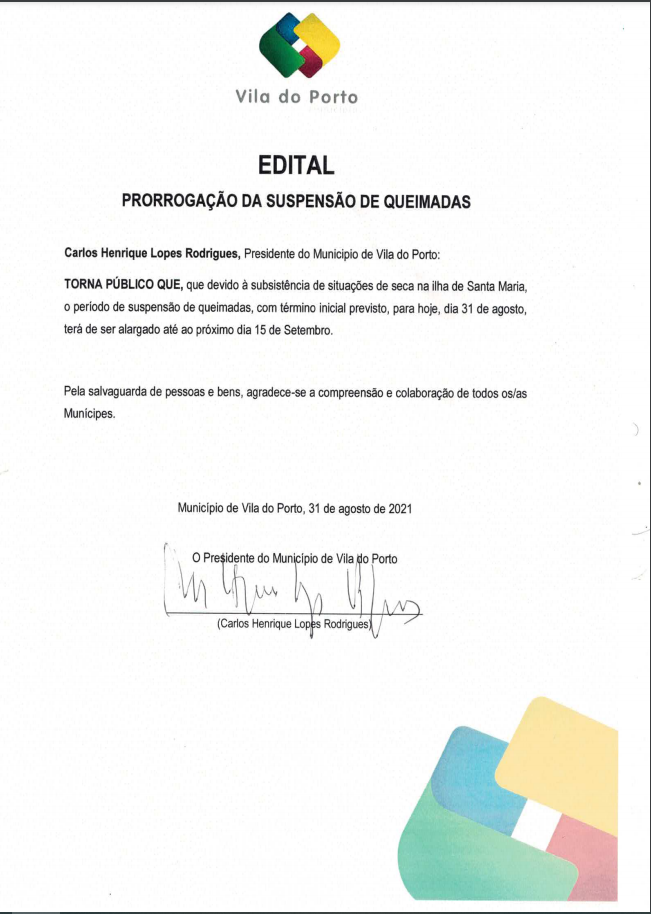 Vila do Porto
EDITAL
PRORROGAÇÃO DA SUSPENSÃO DE QUEIMADAS
Carlos Henrique Lopes Rodrigues, Presidente do Municipio de Vila do Porto:
TORNA PÚBLICO QUE, que devido à subsistência de situações de seca na ilha de Santa Maria,
o periodo de suspensão de queimadas, com término inicial previsto, para hoje, dia 31 de agosto,
terá de ser alargado até ao próximo dia 15 de Setembro.
Pela salvaguarda de pessoas e bens, agradece-se a compreensão e colaboração de todos os/as
Munícipes.
Município de Vila do Porto, 31 de agosto de 2021
O Presidente do Município de Vila do Porto
(Carlos Henrique Lopes Rodrigues)